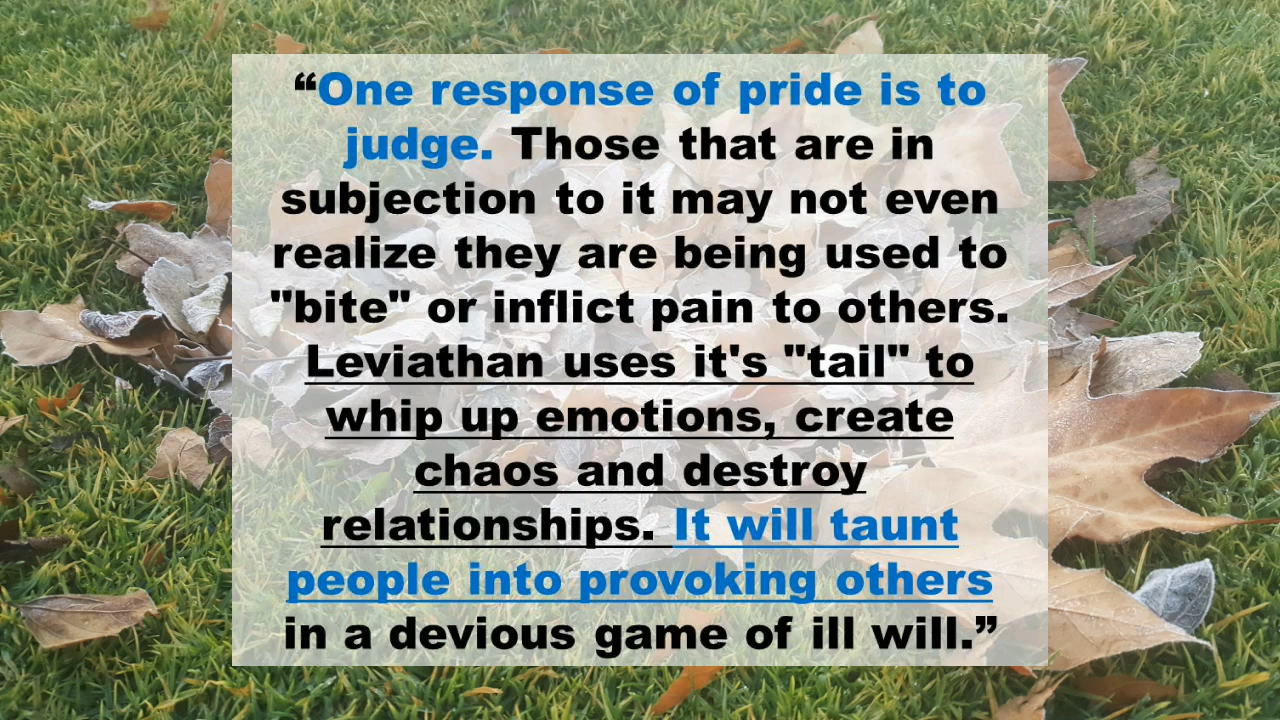 “One response of pride is to
judge. Those that are in
subjection to it may not even
realize they are being used to
"bite" or inflict pain to others.
Leviathan uses it's "tail" to
whip up emotions, create
chaos and destroy
relationships. It will taunt
people into provoking others
in a devious game of ill will.”